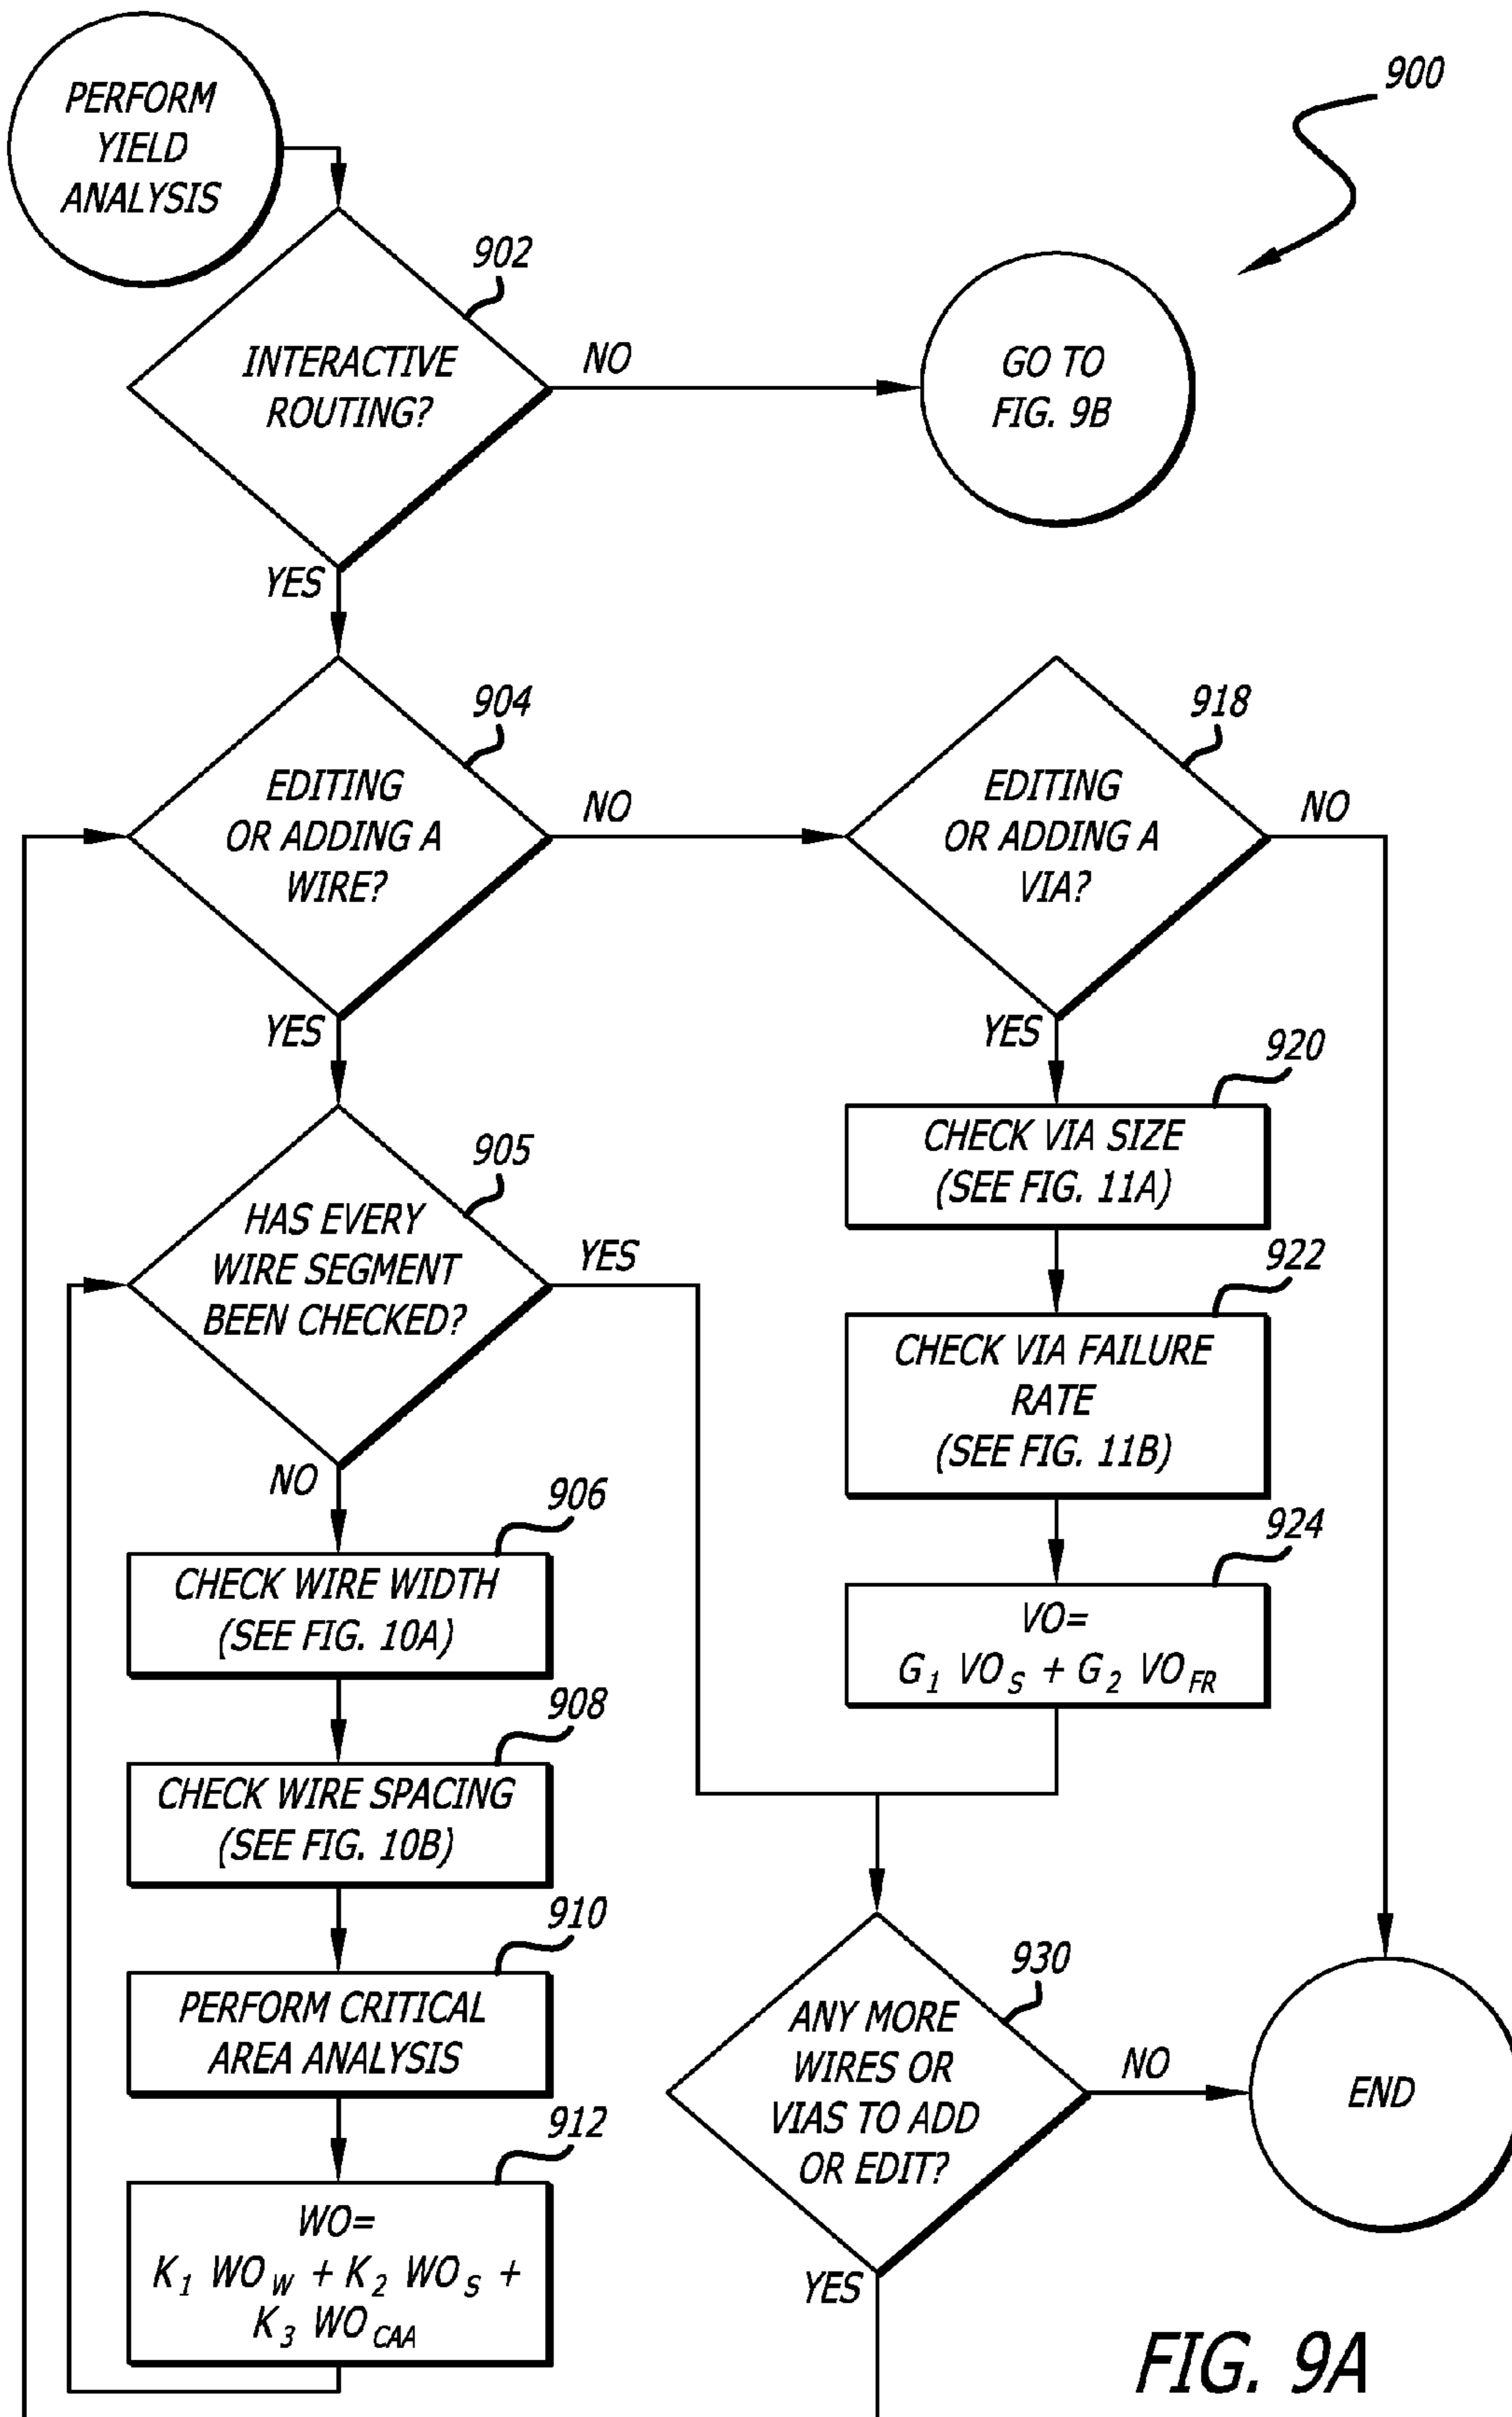 PERFORM
YIELD
ANALYSIS
900
902
INTERACTIVE
ROUTING?
NO
GO TO
FIG. 9B
YES
904
EDITING
OR ADDING A
WIRE?
NO
918
EDITING
OR ADDING A
VIA?
NO
YES
YES
905
HAS EVERY
WIRE SEGMENT
BEEN CHECKED?
YES
NO
920
CHECK VIA SIZE
(SEE FIG. 11A)
922
CHECK VIA FAILURE
RATE
(SEE FIG. 11B)
924
VO=
G1 VOS + G2 VOFR
906
CHECK WIRE WIDTH
(SEE FIG. 10A)
908
CHECK WIRE SPACING
(SEE FIG. 10B)
910
PERFORM CRITICAL
AREA ANALYSIS
912
WO=
K1 WOW + K2 WOS +
K3 WOCAA
930
ANY MORE
WIRES OR
VIAS TO ADD
OR EDIT?
NO
END
YES
FIG. 9A